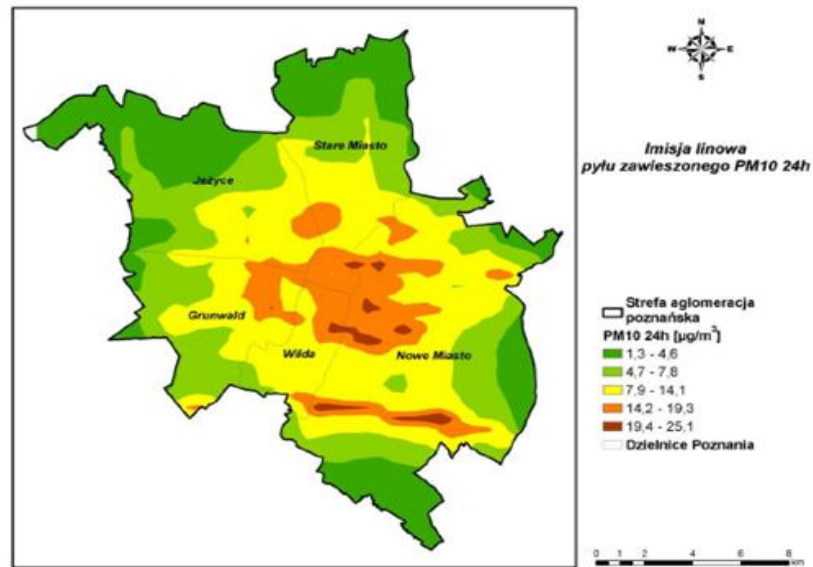 N
W E
S
Imisja linowa
pyłu zawieszonego PM10 24h
Stare Miasto
Jeżyce
Grunwald
Wilda
Nowe Miasto
Strefa aglomeracja
poznańska
PM10 24h [µg/m³]
1,3 - 4,6
4,7 - 7,8
7,9 - 14,1
14,2 - 19,3
19,4 - 25,1
Dzielnice Poznania
0 1 2 4 6 8
km